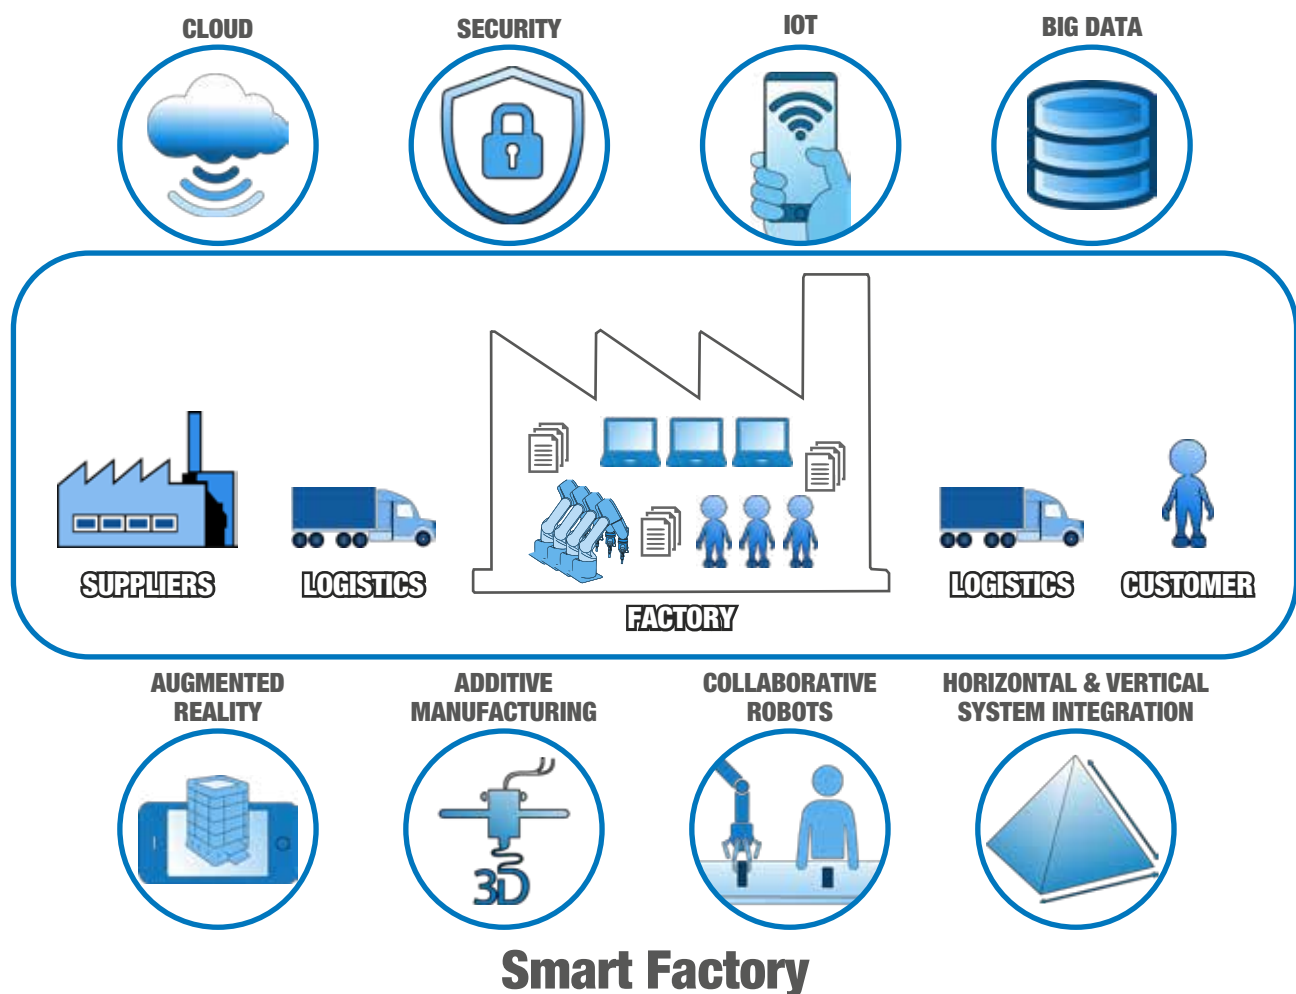 CLOUD
SECURITY
IOT
BIG DATA
SUPPLIERS
LOGISTICS
FACTORY
LOGISTICS
CUSTOMER
AUGMENTED
REALITY
ADDITIVE
MANUFACTURING
COLLABORATIVE
ROBOTS
HORIZONTAL & VERTICAL
SYSTEM INTEGRATION
3D
Smart Factory